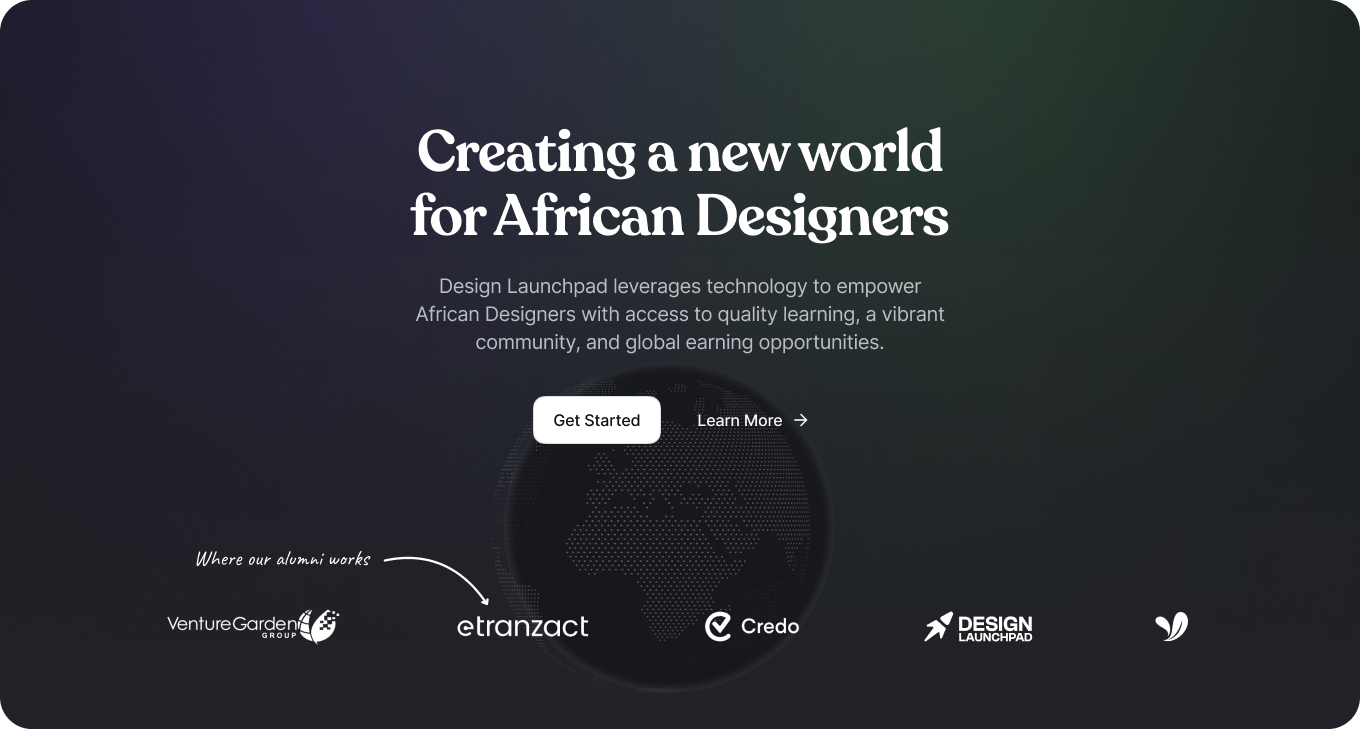 Creating a new world
for African Designers
Design Launchpad leverages technology to empower
African Designers with access to quality learning, a vibrant
community, and global earning opportunities.
Get Started
Learn More →
Where our alumni works
VentureGarden
GROUP
etranzact
Credo
DESIGN
LAUNCHPAD